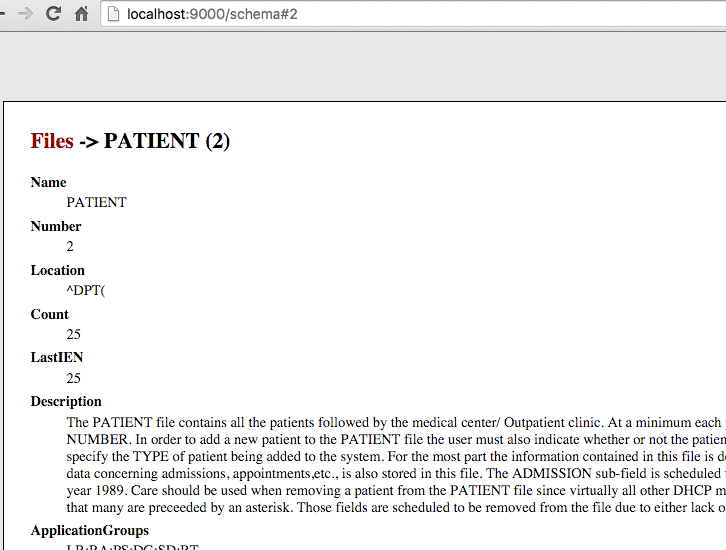 localhost:9000/schema#2
Files -> PATIENT (2)
Name
PATIENT
Number
2
Location
^DPT(
Count
25
LastIEN
25
Description
The PATIENT file contains all the patients followed by the medical center/ Outpatient clinic. At a minimum each
NUMBER. In order to add a new patient to the PATIENT file the user must also indicate whether or not the patien
specify the TYPE of patient being added to the system. For the most part the information contained in this file is d
data concerning admissions, appointments,etc., is also stored in this file. The ADMISSION sub-field is scheduled
year 1989. Care should be used when removing a patient from the PATIENT file since virtually all other DHCP m
that many are preceeded by an asterisk. Those fields are scheduled to be removed from the file due to either lack o
ApplicationGroups